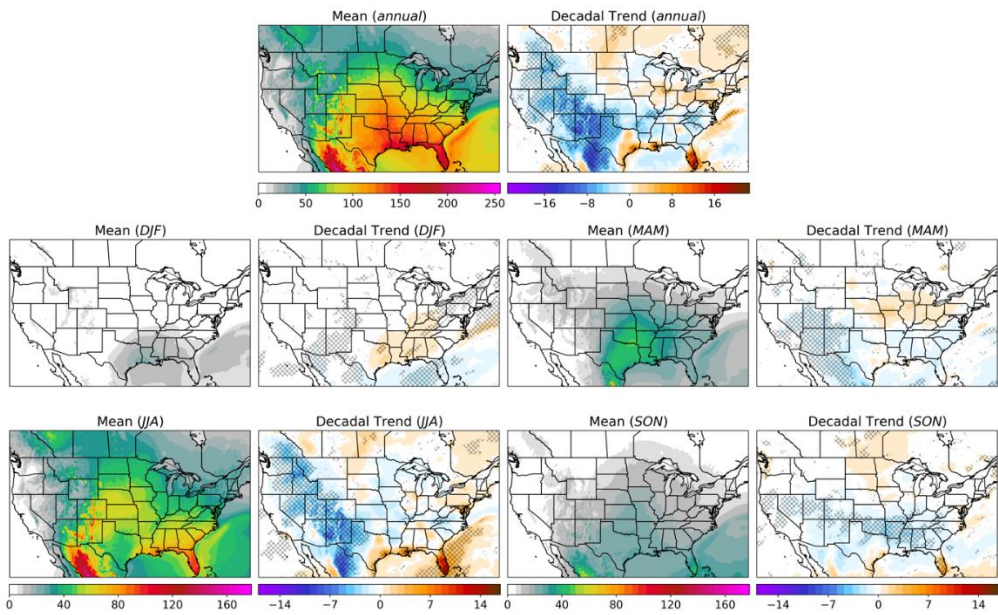 Mean (annual) Decadal Trend (annual)
0 50 100 150 200 250 −16 −8 0 8 16
Mean (DJF) Decadal Trend (DJF) Mean (MAM) Decadal Trend (MAM)
Mean (JJA) Decadal Trend (JJA) Mean (SON) Decadal Trend (SON)
0 40 80 120 160 −14 −7 0 7 14 0 40 80 120 160 −14 −7 0 7 14